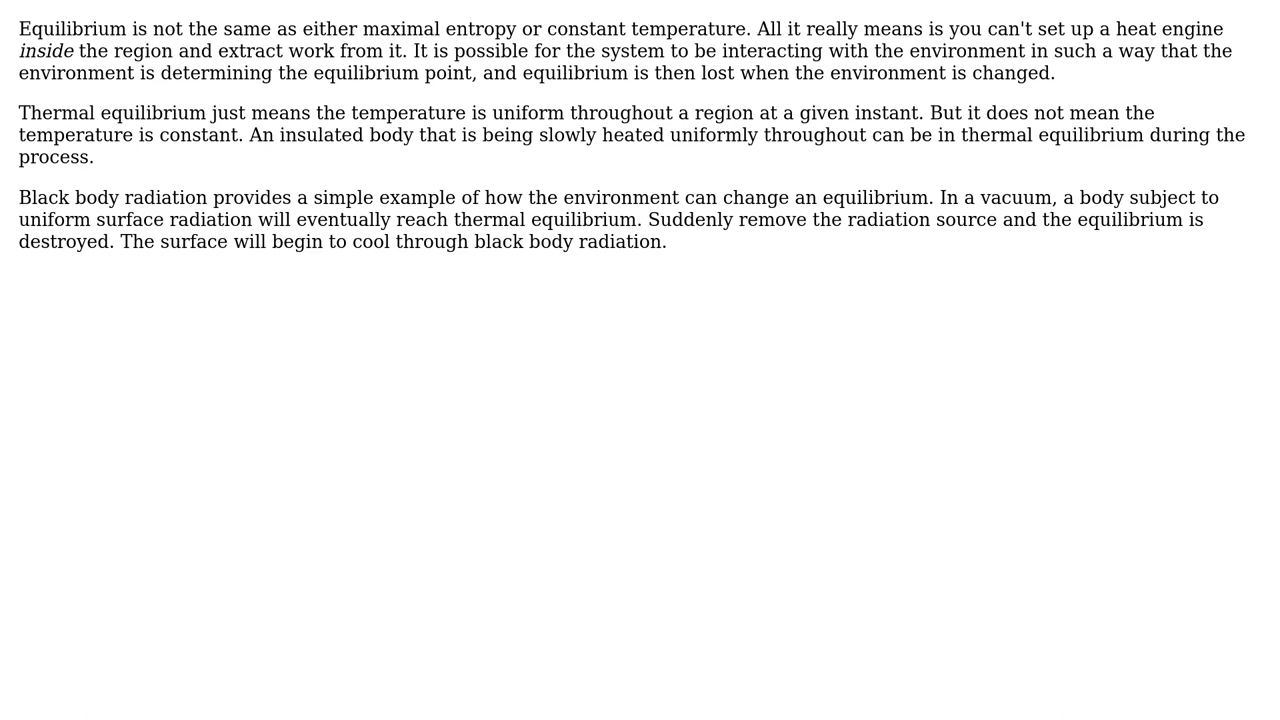 Equilibrium is not the same as either maximal entropy or constant temperature. All it really means is you can't set up a heat engine
inside the region and extract work from it. It is possible for the system to be interacting with the environment in such a way that the
environment is determining the equilibrium point, and equilibrium is then lost when the environment is changed.
Thermal equilibrium just means the temperature is uniform throughout a region at a given instant. But it does not mean the
temperature is constant. An insulated body that is being slowly heated uniformly throughout can be in thermal equilibrium during the
process.
Black body radiation provides a simple example of how the environment can change an equilibrium. In a vacuum, a body subject to
uniform surface radiation will eventually reach thermal equilibrium. Suddenly remove the radiation source and the equilibrium is
destroyed. The surface will begin to cool through black body radiation.